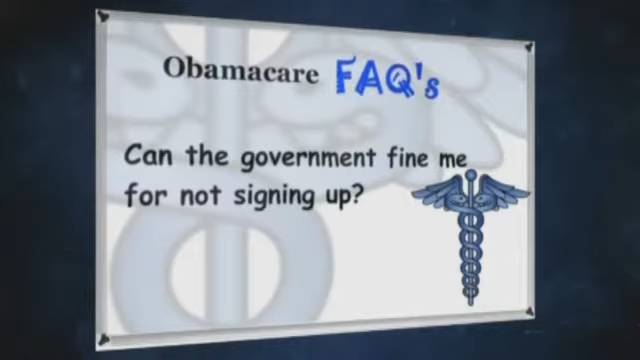 Obamacare FAQ's
Can the government fine me
for not signing up?